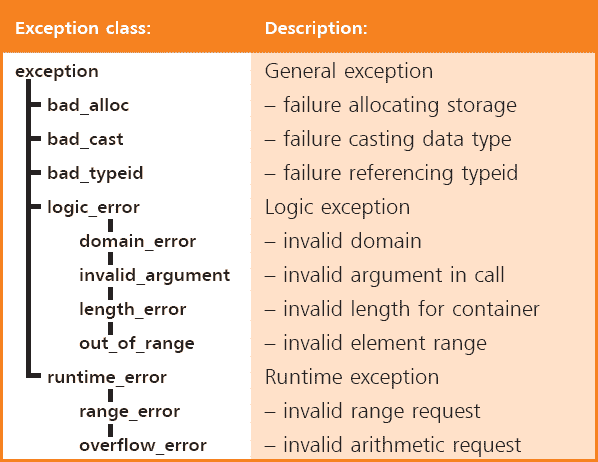 Exception class: Description:
exception General exception
bad_alloc – failure allocating storage
bad_cast – failure casting data type
bad_typeid – failure referencing typeid
logic_error Logic exception
domain_error – invalid domain
invalid_argument – invalid argument in call
length_error – invalid length for container
out_of_range – invalid element range
runtime_error Runtime exception
range_error – invalid range request
overflow_error – invalid arithmetic request